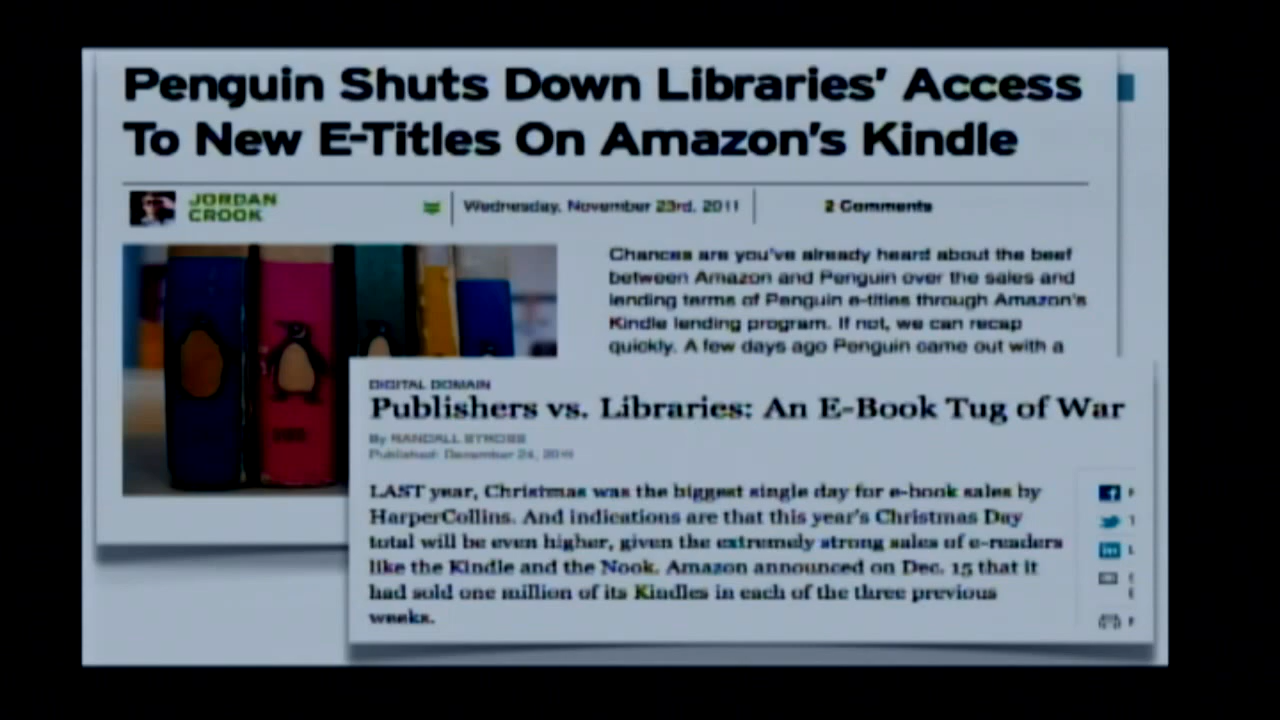 Penguin Shuts Down Libraries' Access
To New E-Titles On Amazon's Kindle
JORDAN
CROOK
Wednesday, November 23rd, 2011
2 Comments
Chances are you've already heard about the beef
between Amazon and Penguin over the sales and
lending terms of Penguin e-titles through Amazon's
Kindle lending program. If not, we can recap
quickly. A few days ago Penguin came out with a
DIGITAL DOMAIN
Publishers vs. Libraries: An E-Book Tug of War
By RANDALL STROSS
Published: December 24, 2011
LAST year, Christmas was the biggest single day for e-book sales by
HarperCollins. And indications are that this year's Christmas Day
total will be even higher, given the extremely strong sales of e-readers
like the Kindle and the Nook. Amazon announced on Dec. 15 that it
had sold one million of its Kindles in each of the three previous
weeks.